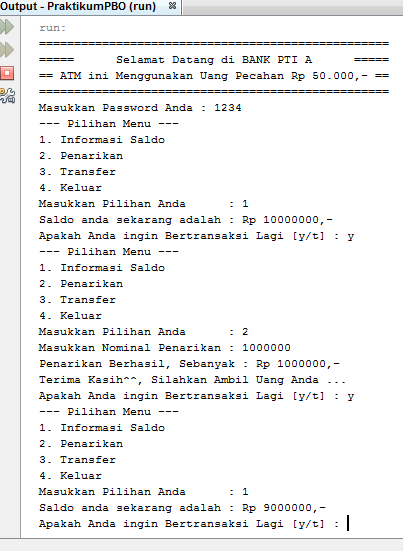 Output - PraktikumPBO (run)
run:
==================================================
=====      Selamat Datang di BANK PTI A      =====
== ATM ini Menggunakan Uang Pecahan Rp 50.000,- ==
==================================================
Masukkan Password Anda : 1234
--- Pilihan Menu ---
1. Informasi Saldo
2. Penarikan
3. Transfer
4. Keluar
Masukkan Pilihan Anda      : 1
Saldo anda sekarang adalah : Rp 10000000,-
Apakah Anda ingin Bertransaksi Lagi [y/t] : y
--- Pilihan Menu ---
1. Informasi Saldo
2. Penarikan
3. Transfer
4. Keluar
Masukkan Pilihan Anda      : 2
Masukkan Nominal Penarikan : 1000000
Penarikan Berhasil, Sebanyak : Rp 1000000,-
Terima Kasih^^, Silahkan Ambil Uang Anda ...
Apakah Anda ingin Bertransaksi Lagi [y/t] : y
--- Pilihan Menu ---
1. Informasi Saldo
2. Penarikan
3. Transfer
4. Keluar
Masukkan Pilihan Anda      : 1
Saldo anda sekarang adalah : Rp 9000000,-
Apakah Anda ingin Bertransaksi Lagi [y/t] :